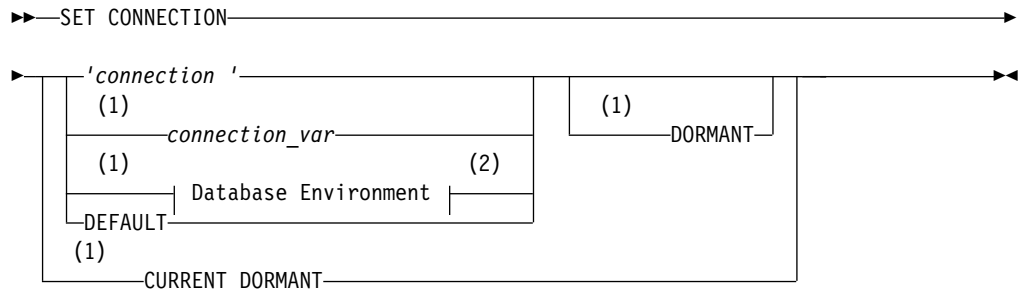 SET CONNECTION
'connection '
(1) (1)
connection_var DORMANT
(1) (2)
Database Environment
DEFAULT
(1)
CURRENT DORMANT